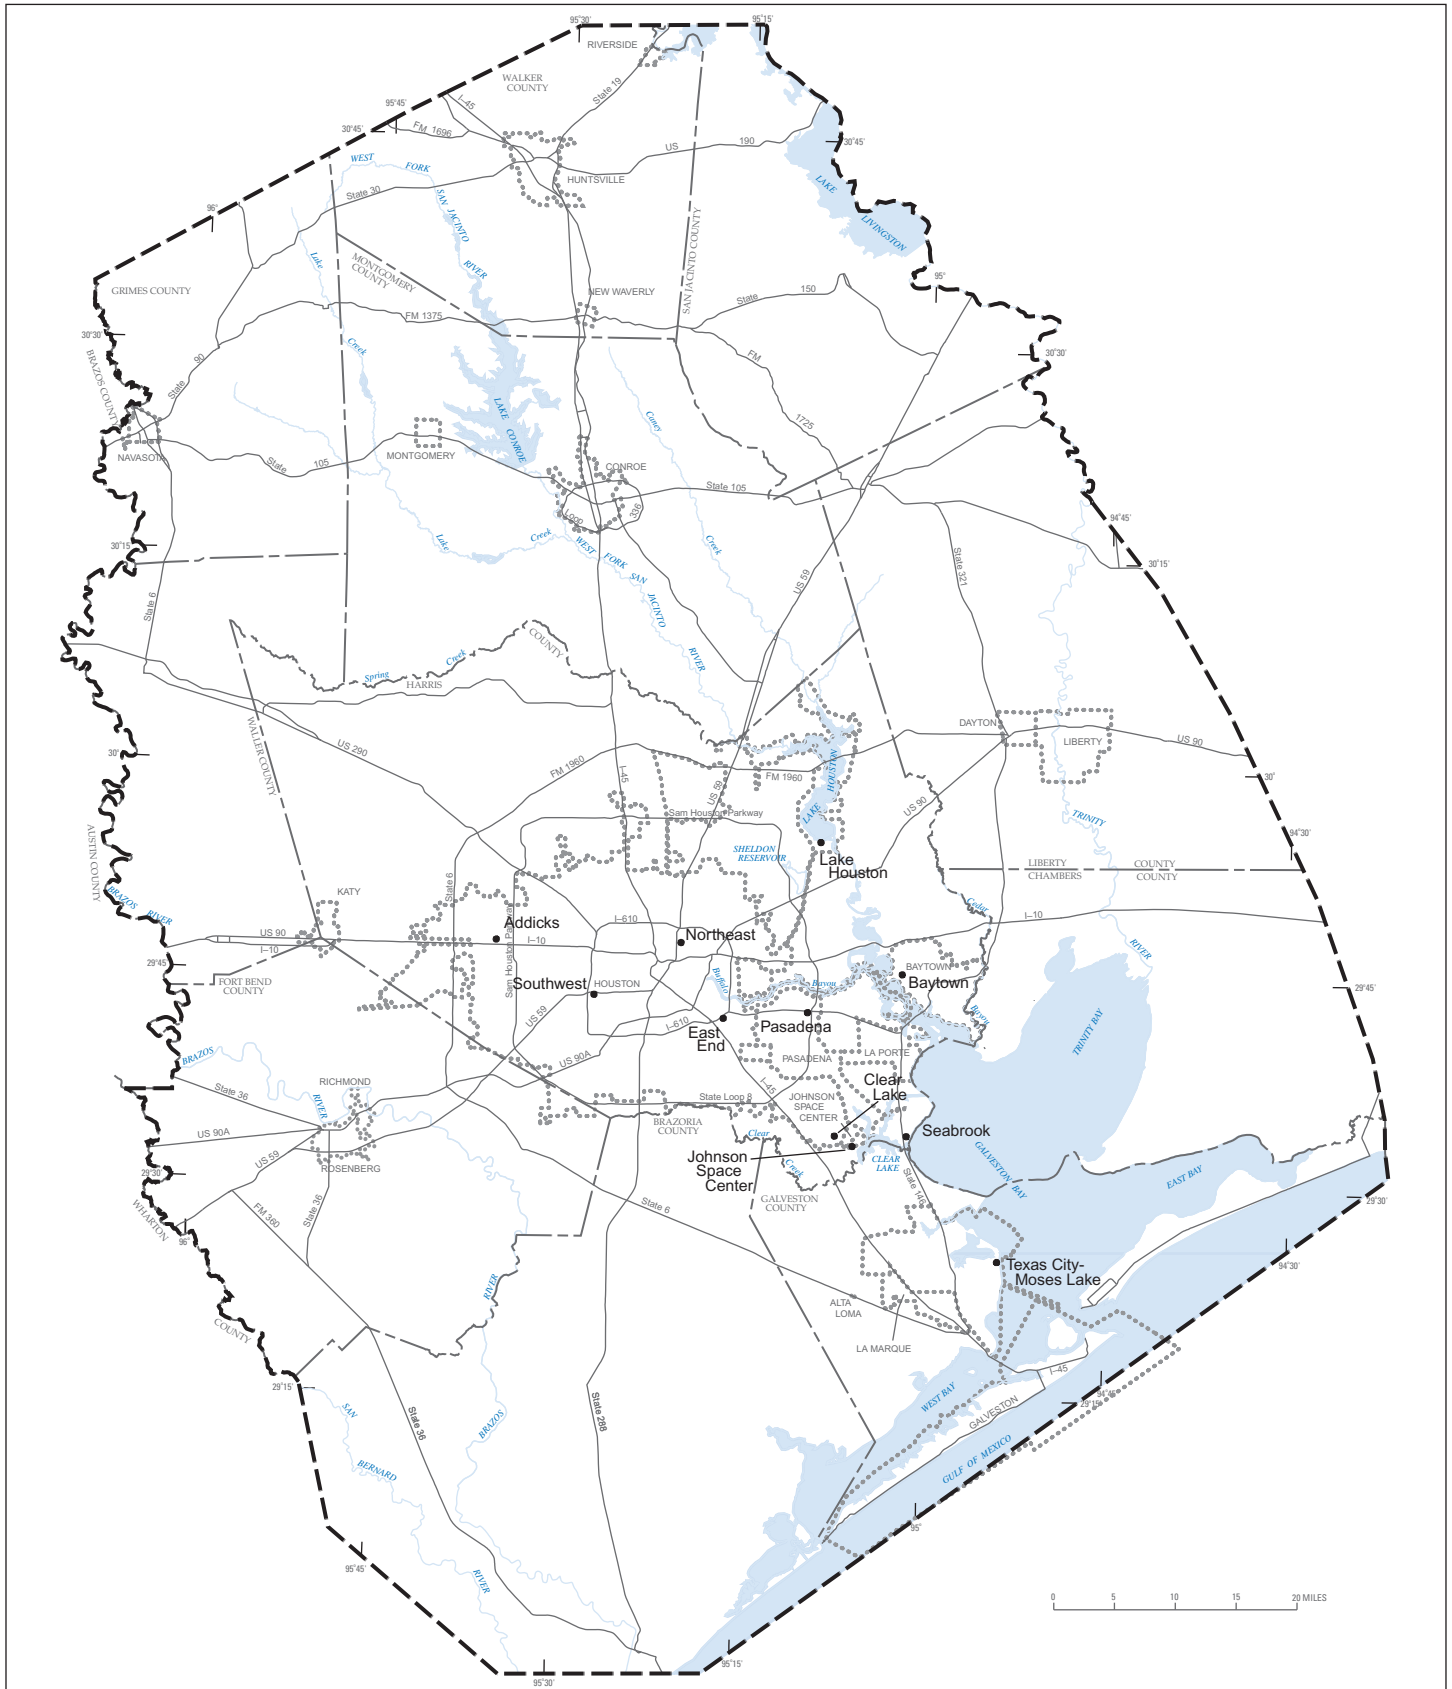 95°30'
95°15'
RIVERSIDE
WALKER
COUNTY
State 19
I–45
95°45'
30°45'
FM 1696
US
190
30°45'
WEST
FORK
HUNTSVILLE
LAKE
LIVINGSTON
State 30
SAN JACINTO
RIVER
96°
SAN JACINTO COUNTY
Lake
MONTGOMERY
COUNTY
GRIMES COUNTY
NEW WAVERLY
State
150
95°
FM 1375
30°30'
Creek
BRAZOS COUNTY
State
90
FM
30°30'
LAKE
CONROE
Caney
1725
NAVASOTA
State
105
MONTGOMERY
CONROE
State 105
Loop
336
Lake
Creek
Creek
WEST
FORK
SAN
JACINTO
RIVER
94°45'
30°15'
30°15'
State 321
US 59
State 6
COUNTY
Spring
Creek
HARRIS
WALLER COUNTY
US 290
30°
DAYTON
LIBERTY
US 90
FM 1960
I–45
FM 1960
HOUSTON
LAKE
US 59
US 90
30°
Sam Houston Parkway
TRINITY
94°30'
AUSTIN COUNTY
SHELDON
RESERVOIR
Lake
Houston
LIBERTY
COUNTY
CHAMBERS
COUNTY
State 6
KATY
BRAZOS
RIVER
Cedar
Addicks
I–610
Northeast
I–10
US 90
I–10
I–10
RIVER
29°45'
Sam Houston Parkway
BAYTOWN
Baytown
FORT BEND
COUNTY
Southwest
HOUSTON
Buffalo
Bayou
29°45'
US 59
Bayou
Pasadena
I–610
East
End
TRINITY BAY
BRAZOS
US 90A
PASADENA
LA PORTE
RICHMOND
State 36
RIVER
I–45
Clear
Lake
State Loop 8
JOHNSON
SPACE
CENTER
BRAZORIA
COUNTY
US 90A
Clear
Seabrook
US 59
Johnson
Space
Center
Creek
CLEAR
LAKE
GALVESTON BAY
EAST BAY
29°30'
ROSENBERG
GALVESTON
COUNTY
State 146
29°30'
WHARTON
FM 360
State 36
State 6
96°
94°30'
Texas City-
Moses Lake
RIVER
ALTA
LOMA
COUNTY
LA MARQUE
I–45
29°15'
94°45'
29°15'
WEST BAY
GALVESTON
SAN
State 36
State 288
BRAZOS
GULF OF MEXICO
BERNARD
95°
95°45'
RIVER
0
5
10
15
20 MILES
95°15'
95°30'